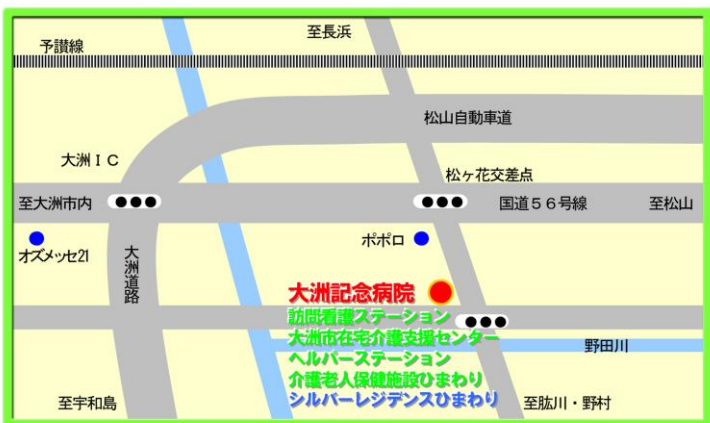 至長浜
予讃線
松山自動車道
大洲ＩＣ
松ヶ花交差点
至大洲市内
国道５６号線
至松山
ポポロ
オズメッセ21
大洲道路
大洲記念病院
訪問看護ステーション
大洲市在宅介護支援センター
野田川
ヘルパーステーション
介護老人保健施設ひまわり
シルバーレジデンスひまわり
至宇和島
至肱川・野村